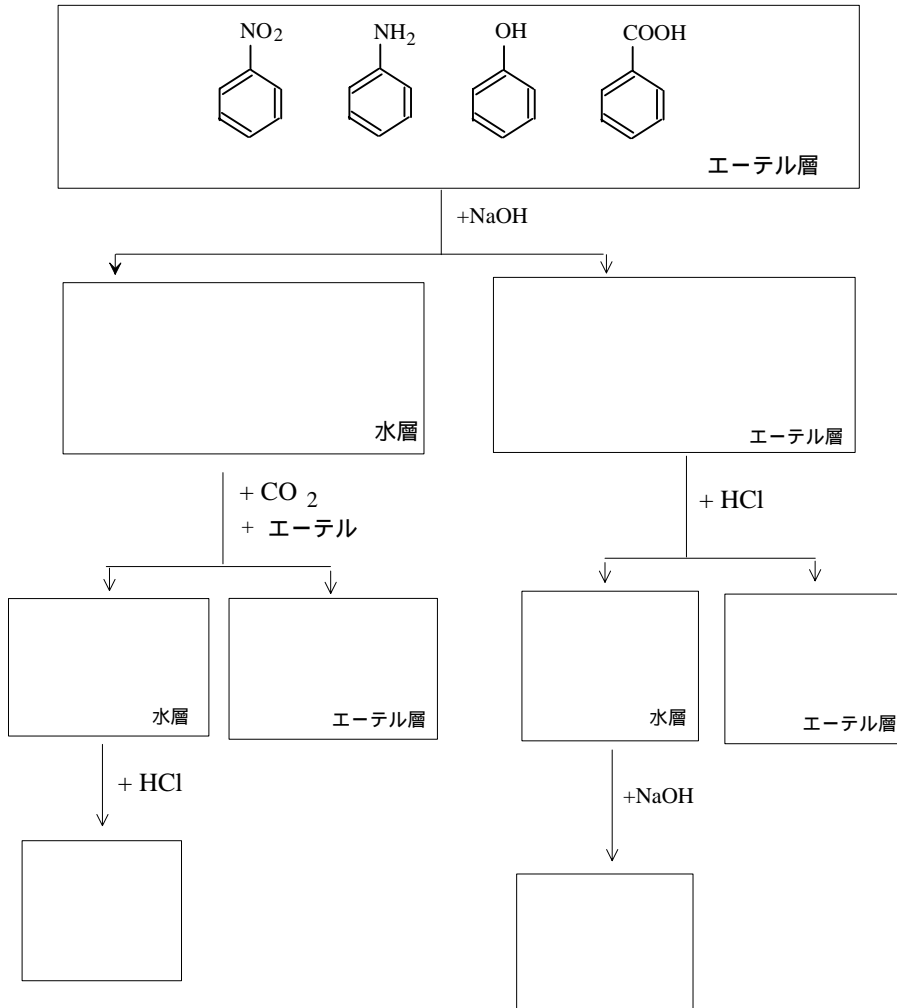 NO2 NH2 OH COOH
エーテル層
+NaOH
水層
エーテル層
+ CO 2
+ エーテル
+ HCl
水層
エーテル層
水層
エーテル層
+ HCl
+NaOH